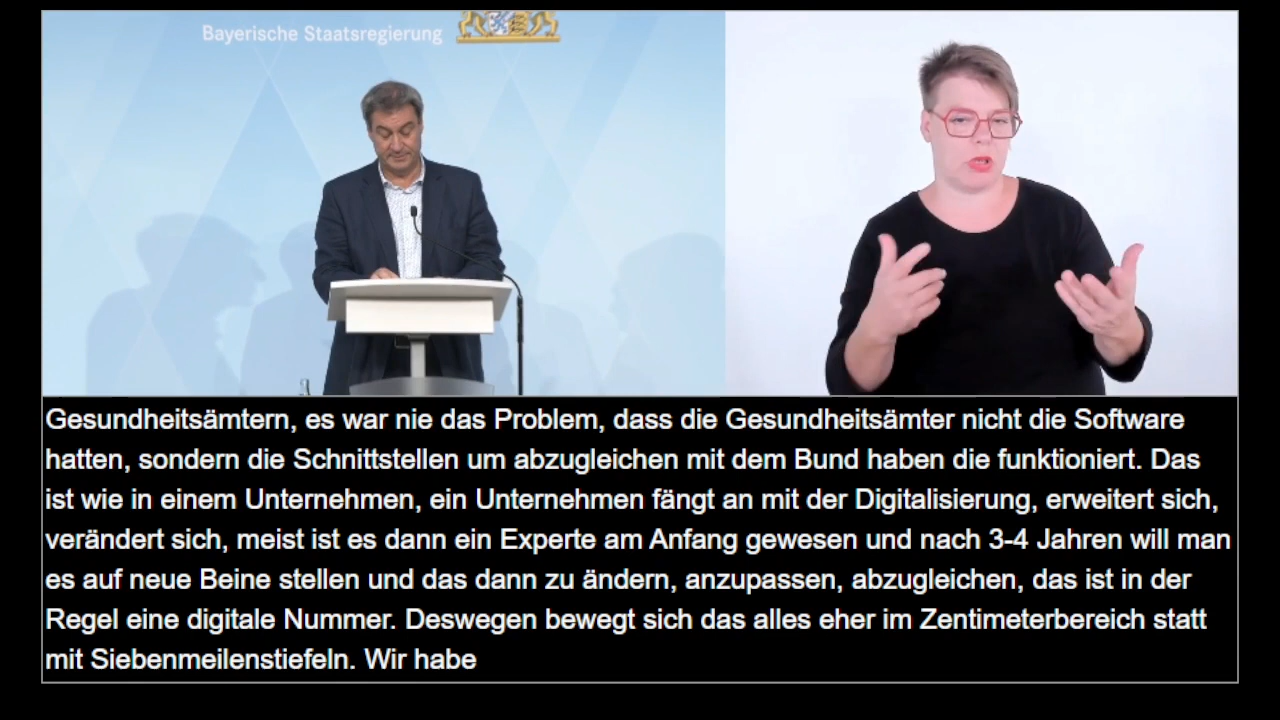 Bayerische Staatsregierung
Gesundheitsämtern, es war nie das Problem, dass die Gesundheitsämter nicht die Software
hatten, sondern die Schnittstellen um abzugleichen mit dem Bund haben die funktioniert. Das
ist wie in einem Unternehmen, ein Unternehmen fängt an mit der Digitalisierung, erweitert sich,
verändert sich, meist ist es dann ein Experte am Anfang gewesen und nach 3-4 Jahren will man
es auf neue Beine stellen und das dann zu ändern, anzupassen, abzugleichen, das ist in der
Regel eine digitale Nummer. Deswegen bewegt sich das alles eher im Zentimeterbereich statt
mit Siebenmeilenstiefeln. Wir habe